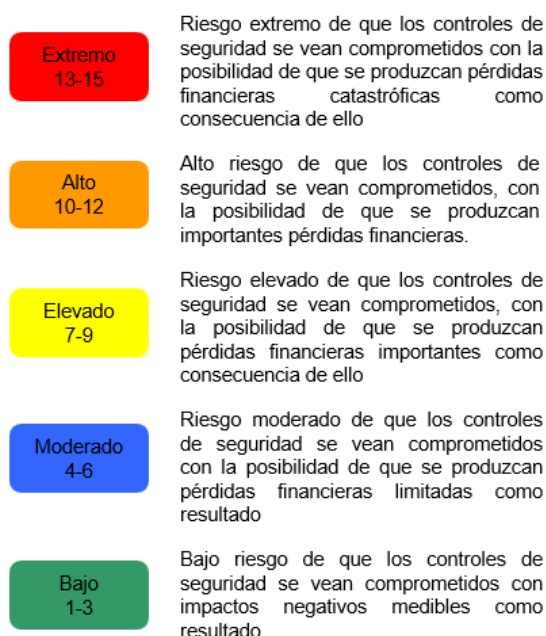 Extremo
13-15
Riesgo extremo de que los controles de
seguridad se vean comprometidos con la
posibilidad de que se produzcan pérdidas
financieras catastróficas como
consecuencia de ello
Alto
10-12
Alto riesgo de que los controles de
seguridad se vean comprometidos, con
la posibilidad de que se produzcan
importantes pérdidas financieras.
Elevado
7-9
Riesgo elevado de que los controles de
seguridad se vean comprometidos, con
la posibilidad de que se produzcan
pérdidas financieras importantes como
consecuencia de ello
Moderado
4-6
Riesgo moderado de que los controles
de seguridad se vean comprometidos
con la posibilidad de que se produzcan
pérdidas financieras limitadas como
resultado
Bajo
1-3
Bajo riesgo de que los controles de
seguridad se vean comprometidos con
impactos negativos medibles como
resultado